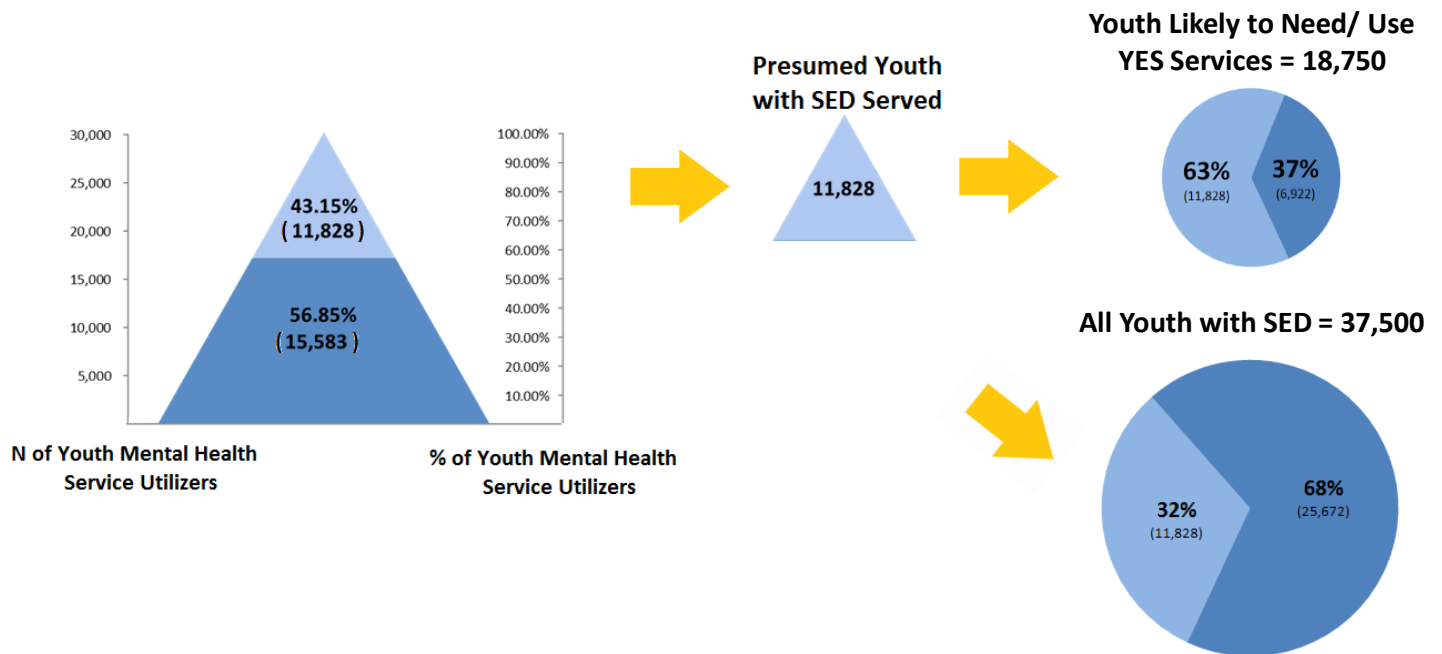 Youth Likely to Need/ Use
YES Services = 18,750
Presumed Youth
with SED Served
30,000
25,000
20,000
15,000
10,000
5,000
43.15%
( 11,828 )
56.85%
( 15,583 )
100.00%
90.00%
80.00%
70.00%
60.00%
50.00%
40.00%
30.00%
20.00%
10.00%
N of Youth Mental Health
Service Utilizers
% of Youth Mental Health
Service Utilizers
11,828
63%
(11,828)
37%
(6,922)
All Youth with SED = 37,500
32%
(11,828)
68%
(25,672)